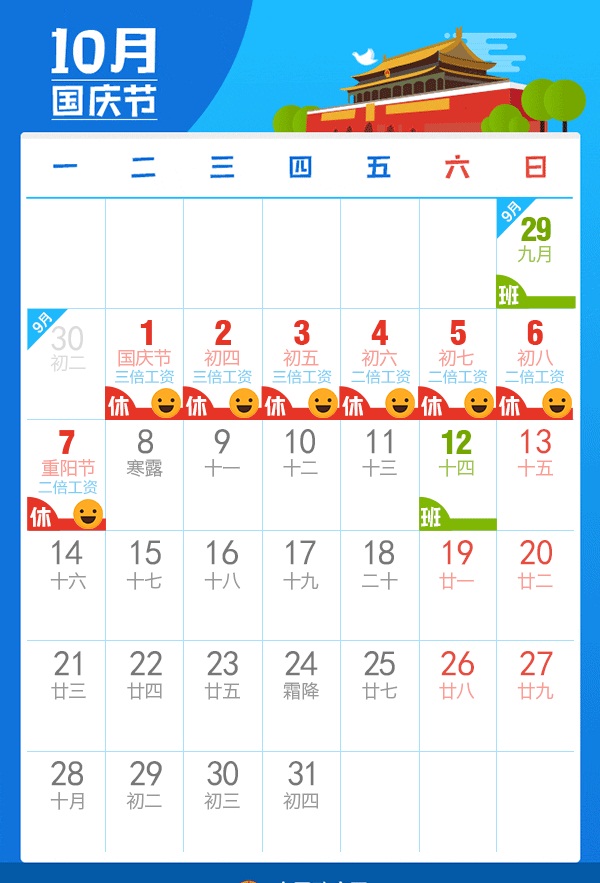 10月
国庆节
一 二 三 四 五 六 日
9月
29
九月
班
9月
30 1 2 3 4 5 6
初二 国庆节 初四 初五 初六 初七 初八
三倍工资 三倍工资 三倍工资 二倍工资 二倍工资 二倍工资
休 休 休 休 休 休
7 8 9 10 11 12 13
重阳节 寒露 十一 十二 十三 十四 十五
二倍工资
休 班
14 15 16 17 18 19 20
十六 十七 十八 十九 二十 廿一 廿二
21 22 23 24 25 26 27
廿三 廿四 廿五 霜降 廿七 廿八 廿九
28 29 30 31
十月 初二 初三 初四